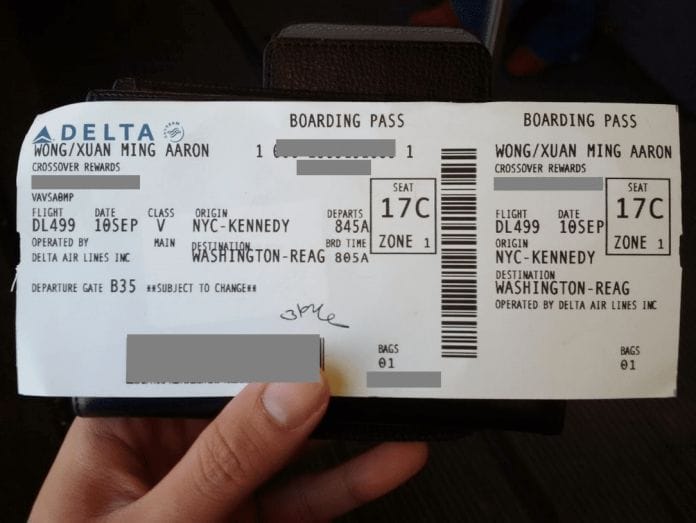 DELTA
BOARDING PASS
WONG/XUAN MING AARON 1 1
CROSSOVER REWARDS
VAVSA0MP
FLIGHT DATE CLASS ORIGIN DEPARTS
DL499 10SEP V NYC-KENNEDY 845A
OPERATED BY MAIN DESTINATION BRD TIME
DELTA AIR LINES INC WASHINGTON-REAG 805A
SEAT
17C
ZONE 1
DEPARTURE GATE B35 **SUBJECT TO CHANGE**
BAGS
01
BOARDING PASS
WONG/XUAN MING AARON
CROSSOVER REWARDS
SEAT
17C
ZONE 1
FLIGHT DATE
DL499 10SEP
ORIGIN
NYC-KENNEDY
DESTINATION
WASHINGTON-REAG
OPERATED BY DELTA AIR LINES INC
BAGS
01